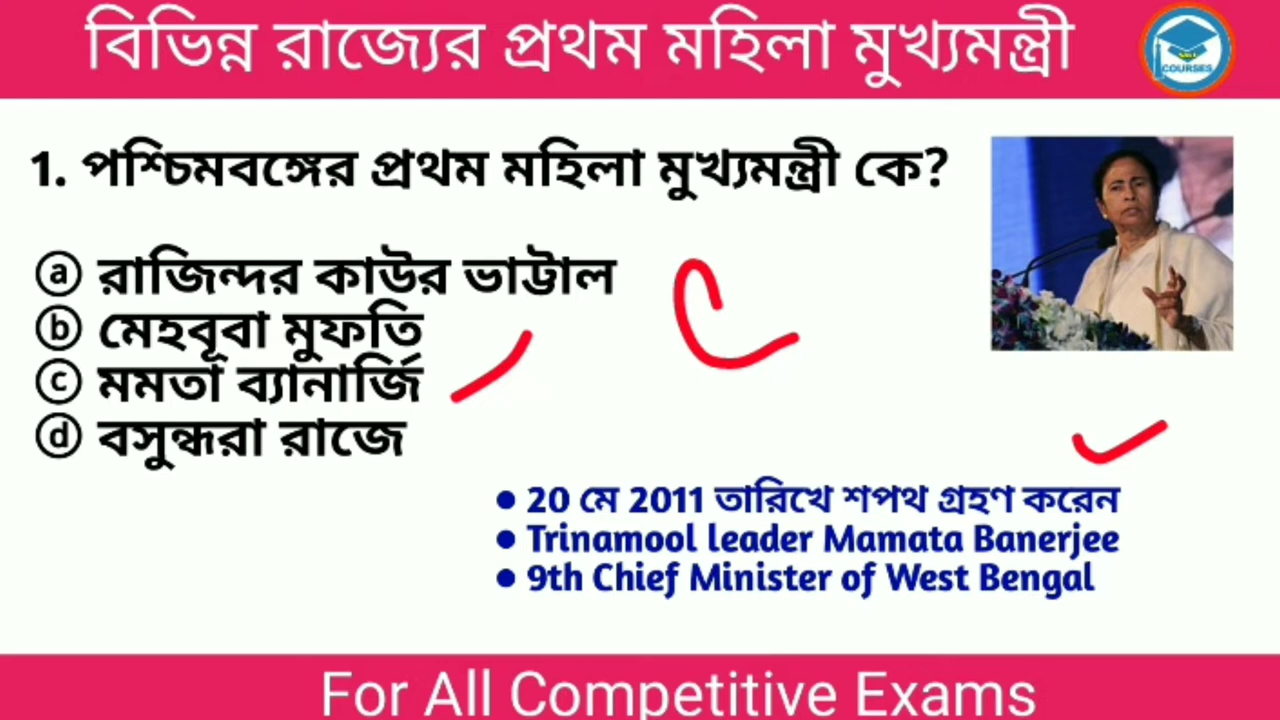 বিভিন্ন রাজ্যের প্রথম মহিলা মুখ্যমন্ত্রী
COURSES
1. পশ্চিমবঙ্গের প্রথম মহিলা মুখ্যমন্ত্রী কে?
ⓐ রাজিন্দর কাউর ভাট্টাল
ⓑ মেহবূবা মুফতি
ⓒ মমতা ব্যানার্জি
ⓓ বসুন্ধরা রাজে
C
• 20 মে 2011 তারিখে শপথ গ্রহণ করেন
• Trinamool leader Mamata Banerjee
• 9th Chief Minister of West Bengal
For All Competitive Exams